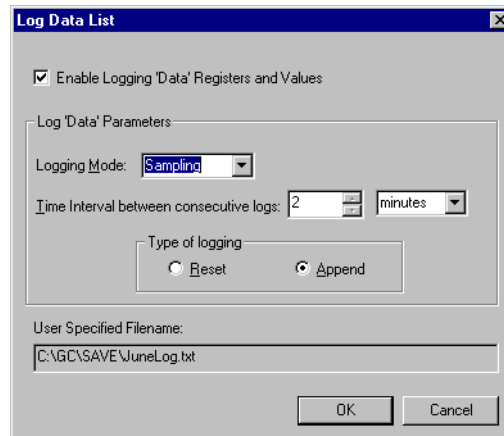 Log Data List
Enable Logging 'Data' Registers and Values
Log 'Data' Parameters
Logging Mode: Sampling
Time Interval between consecutive logs: 2 minutes
Type of logging
Reset Append
User Specified Filename:
C:\GC\SAVE\JuneLog.txt
OK Cancel